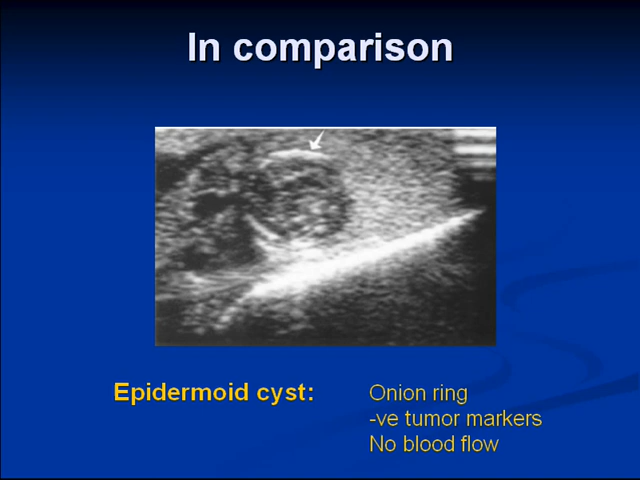 In comparison
Epidermoid cyst: Onion ring
-ve tumor markers
No blood flow